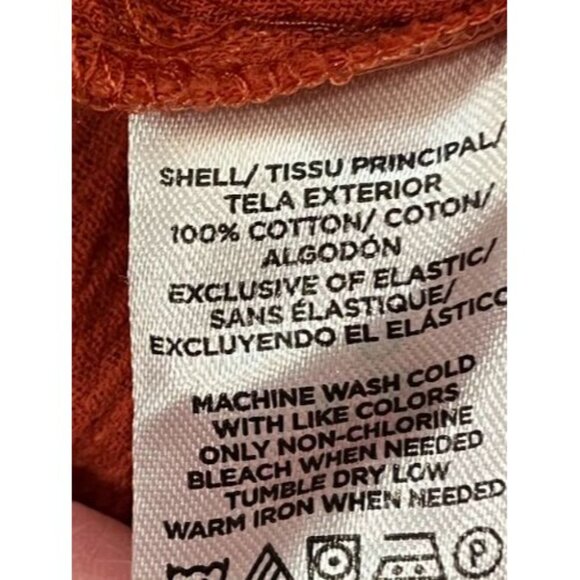 SHELL/ TISSU PRINCIPAL/
TELA EXTERIOR
100% COTTON/ COTON/
ALGODÓN
EXCLUSIVE OF ELASTIC/
SANS ÉLASTIQUE/
EXCLUYENDO EL ELÁSTICO
MACHINE WASH COLD
WITH LIKE COLORS
ONLY NON-CHLORINE
BLEACH WHEN NEEDED
TUMBLE DRY LOW
WARM IRON WHEN NEEDED
P